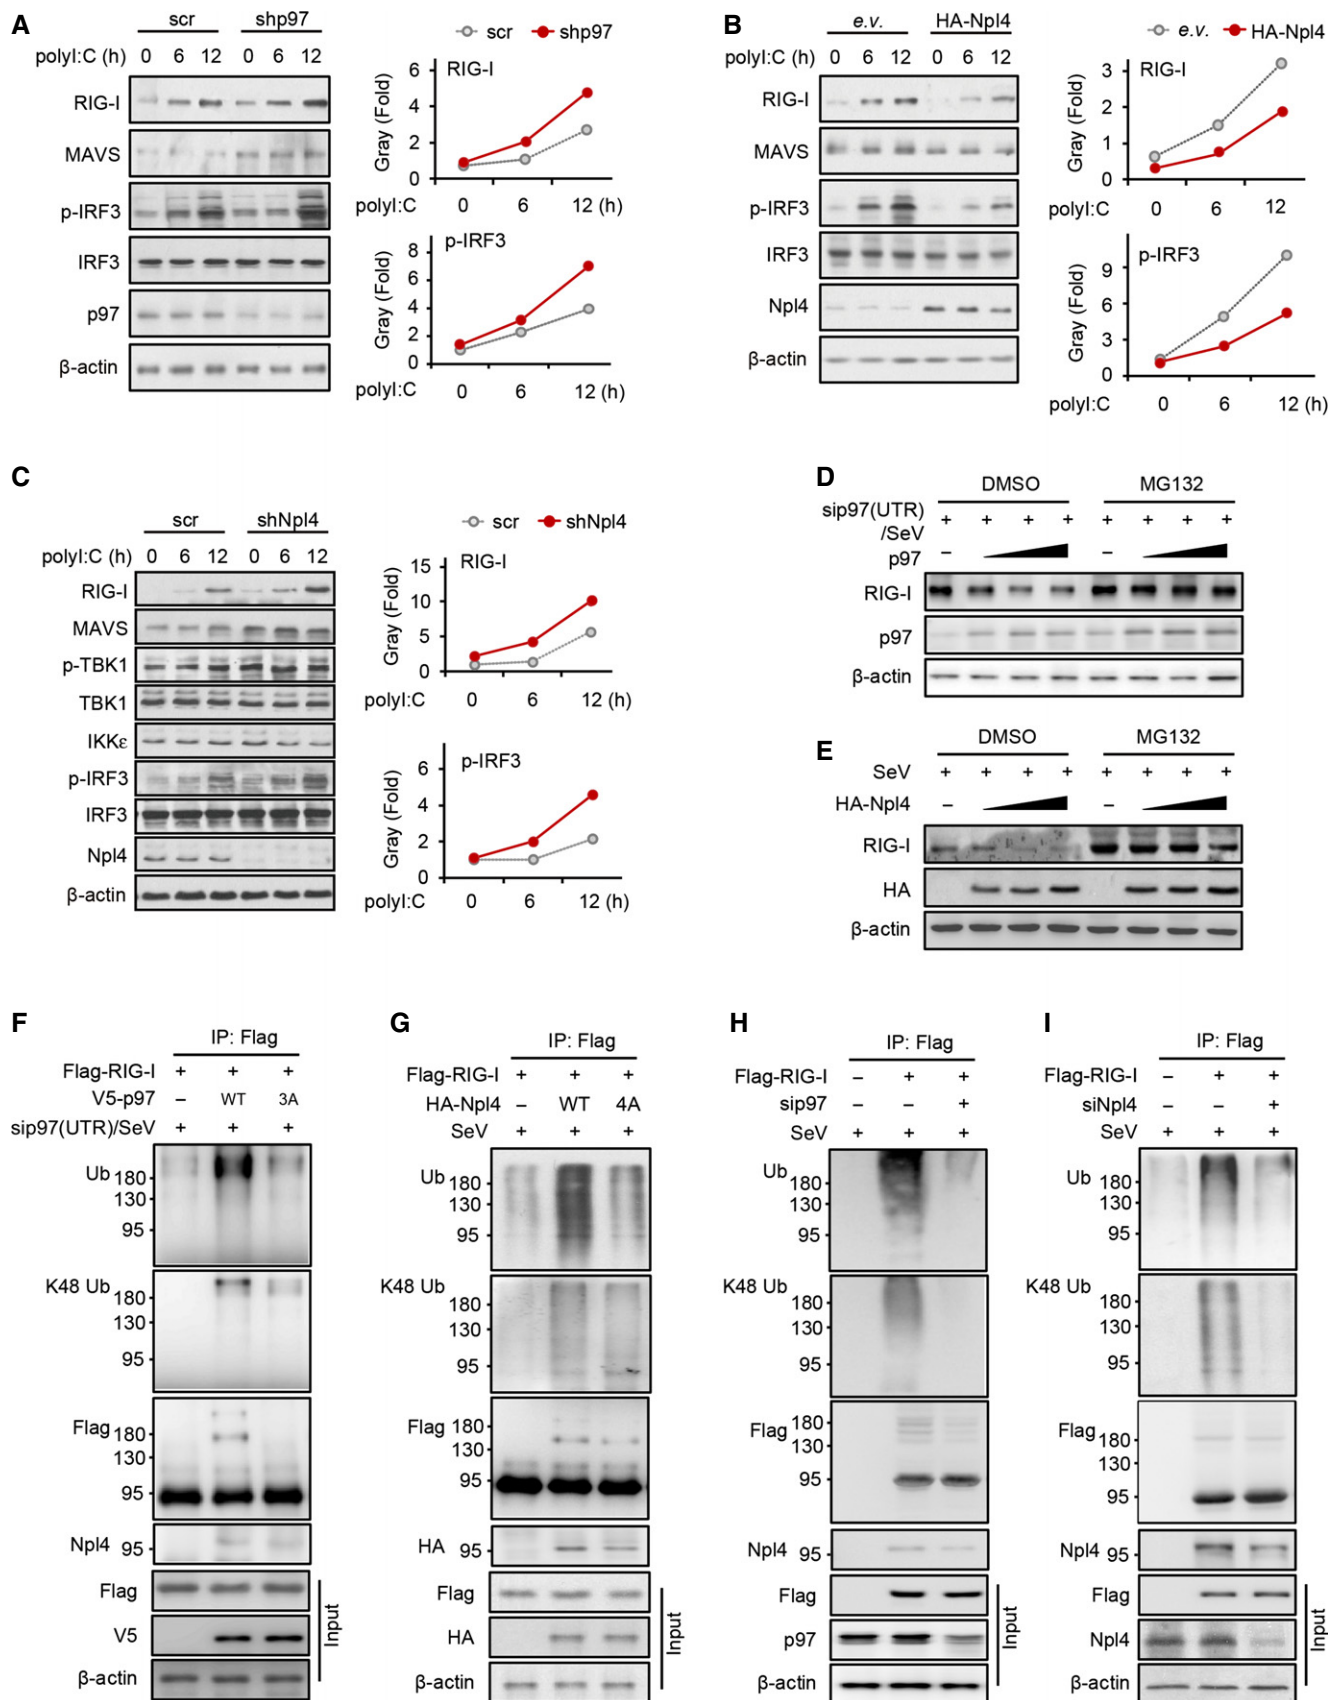 A
scr shp97
polyI:C (h) 0 6 12 0 6 12
RIG-I
MAVS
p-IRF3
IRF3
p97
β-actin
scr shp97
RIG-I
Gray (Fold)
6
4
2
0
polyI:C 0 6 12 (h)
p-IRF3
Gray (Fold)
8
6
4
2
0
polyI:C 0 6 12 (h)
B
e.v. HA-Npl4
polyI:C (h) 0 6 12 0 6 12
RIG-I
MAVS
p-IRF3
IRF3
Npl4
β-actin
e.v. HA-Npl4
RIG-I
Gray (Fold)
3
2
1
0
polyI:C 0 6 12
p-IRF3
Gray (Fold)
9
6
3
0
polyI:C 0 6 12 (h)
C
scr shNpl4
polyI:C (h) 0 6 12 0 6 12
RIG-I
MAVS
p-TBK1
TBK1
IKKε
p-IRF3
IRF3
Npl4
β-actin
scr shNpl4
RIG-I
Gray (Fold)
15
10
5
0
polyI:C 0 6 12 (h)
p-IRF3
Gray (Fold)
6
4
2
0
polyI:C 0 6 12 (h)
D
DMSO MG132
sip97(UTR) + + + + + + + +
/SeV
p97 – –
RIG-I
p97
β-actin
E
DMSO MG132
SeV + + + + + + + +
HA-Npl4 – –
RIG-I
HA
β-actin
F
IP: Flag
Flag-RIG-I + + +
V5-p97 – WT 3A
sip97(UTR)/SeV + + +
Ub 180
130
95
K48 Ub 180
130
95
Flag 180
130
95
Npl4 95
Flag
V5
β-actin
Input
G
IP: Flag
Flag-RIG-I + + +
HA-Npl4 – WT 4A
SeV + + +
Ub 180
130
95
K48 Ub
180
130
95
Flag 180
130
95
HA 95
Flag
HA
β-actin
Input
H
IP: Flag
Flag-RIG-I – + +
sip97 – – +
SeV + + +
Ub 180
130
95
K48 Ub 180
130
95
Flag 180
130
95
Npl4 95
Flag
p97
β-actin
Input
I
IP: Flag
Flag-RIG-I – + +
siNpl4 – – +
SeV + + +
Ub 180
130
95
K48 Ub 180
130
95
Flag 180
130
95
Npl4 95
Flag
Npl4
β-actin
Input